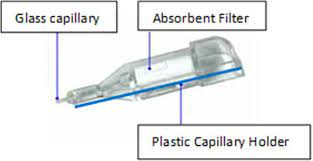 Glass capillary
Absorbent Filter
Plastic Capillary Holder